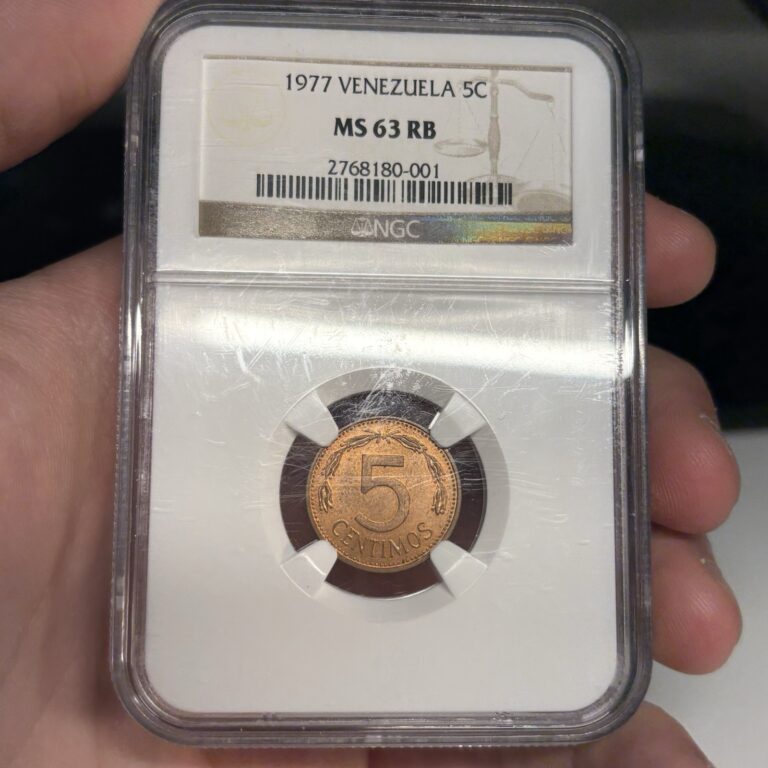 1977 VENEZUELA 5C
MS 63 RB
2768180-001
NGC
5
CENTIMOS